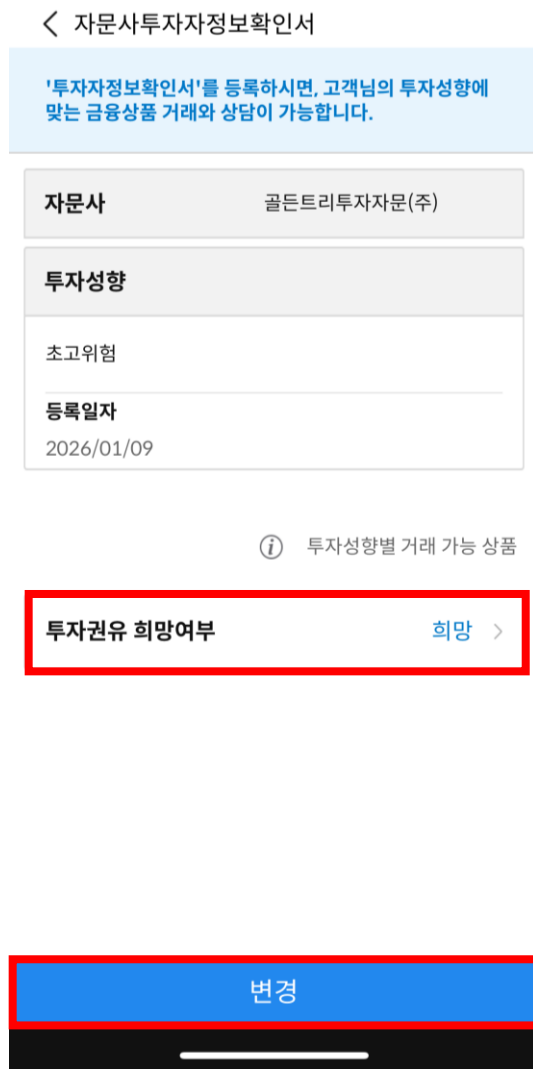 자문사투자자정보확인서
'투자자정보확인서'를 등록하시면, 고객님의 투자성향에
맞는 금융상품 거래와 상담이 가능합니다.
자문사 골든트리투자자문(주)
투자성향
초고위험
등록일자
2026/01/09
투자성향별 거래 가능 상품
투자권유 희망여부 희망
변경